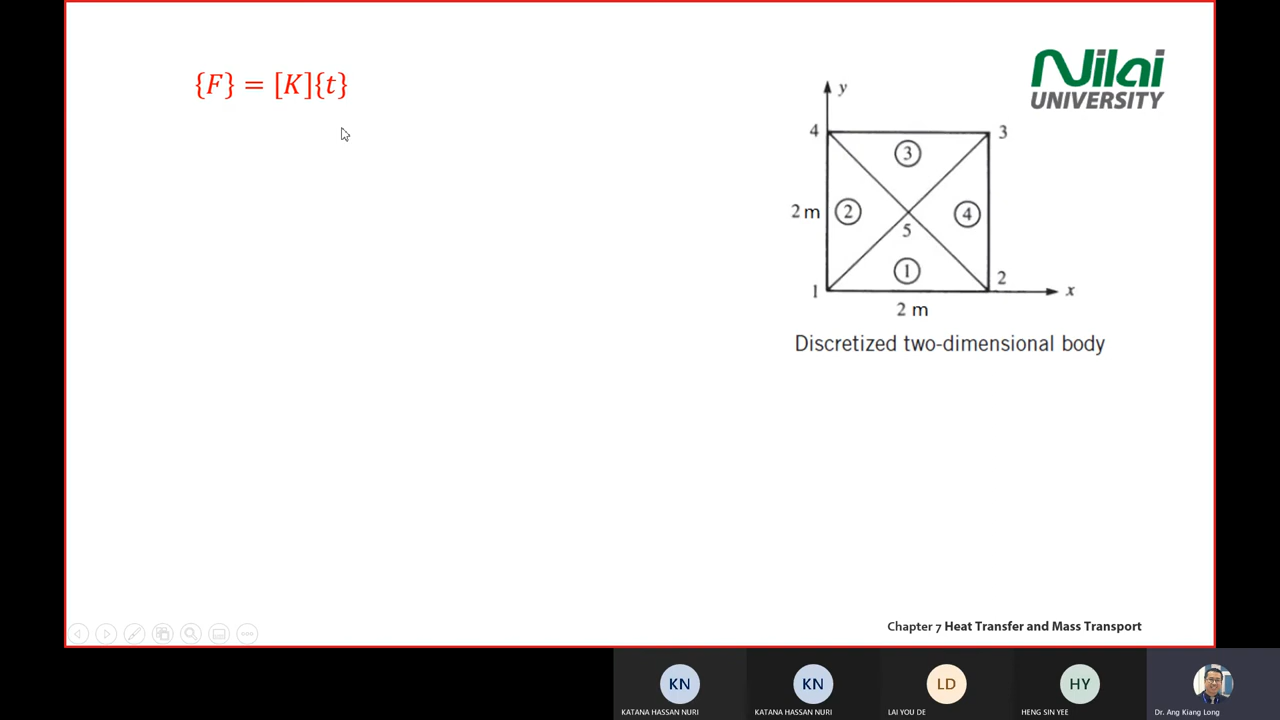 {F} = [K]{t}
Nilai
UNIVERSITY
y
4
3
③
2 m
②
④
5
①
1
2
x
2 m
Discretized two-dimensional body
Chapter 7 Heat Transfer and Mass Transport
KN
KN
LD
HY
KATANA HASSAN NURI
KATANA HASSAN NURI
LAI YOU DE
HENG SIN YEE
Dr. Ang Kiang Long